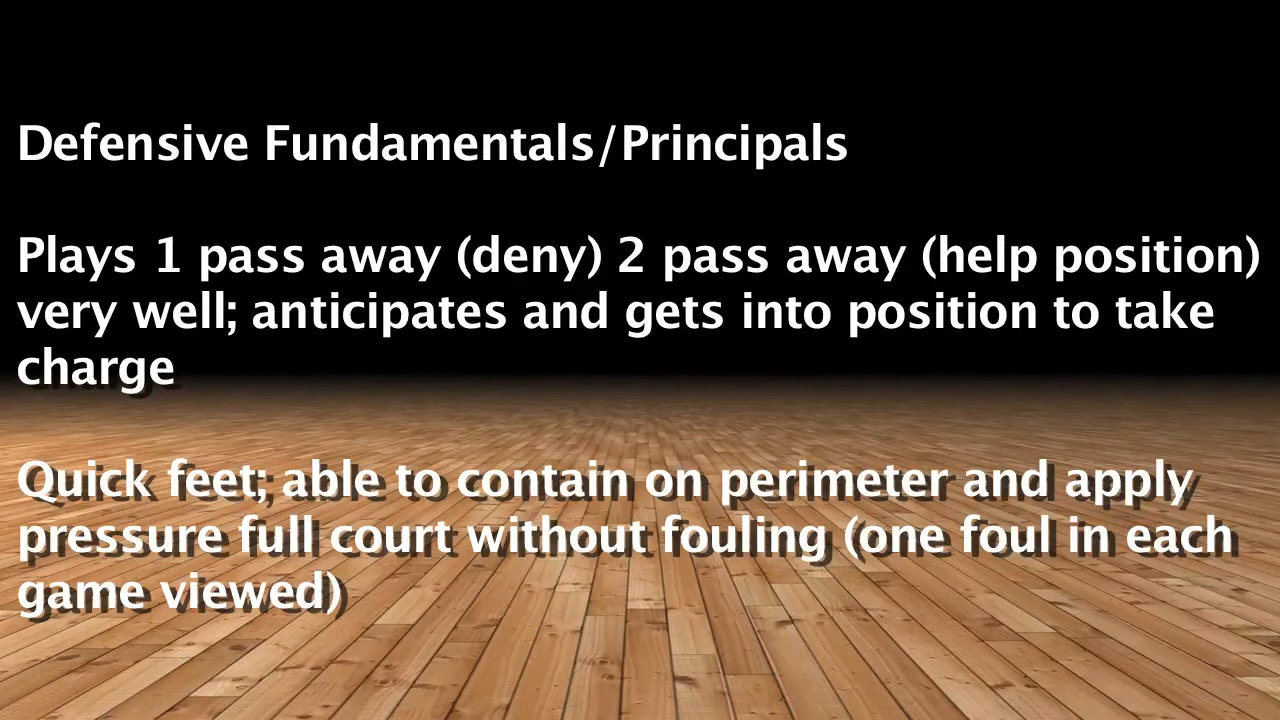 Defensive Fundamentals/Principals
Plays 1 pass away (deny) 2 pass away (help position)
very well; anticipates and gets into position to take
charge
Quick feet; able to contain on perimeter and apply
pressure full court without fouling (one foul in each
game viewed)